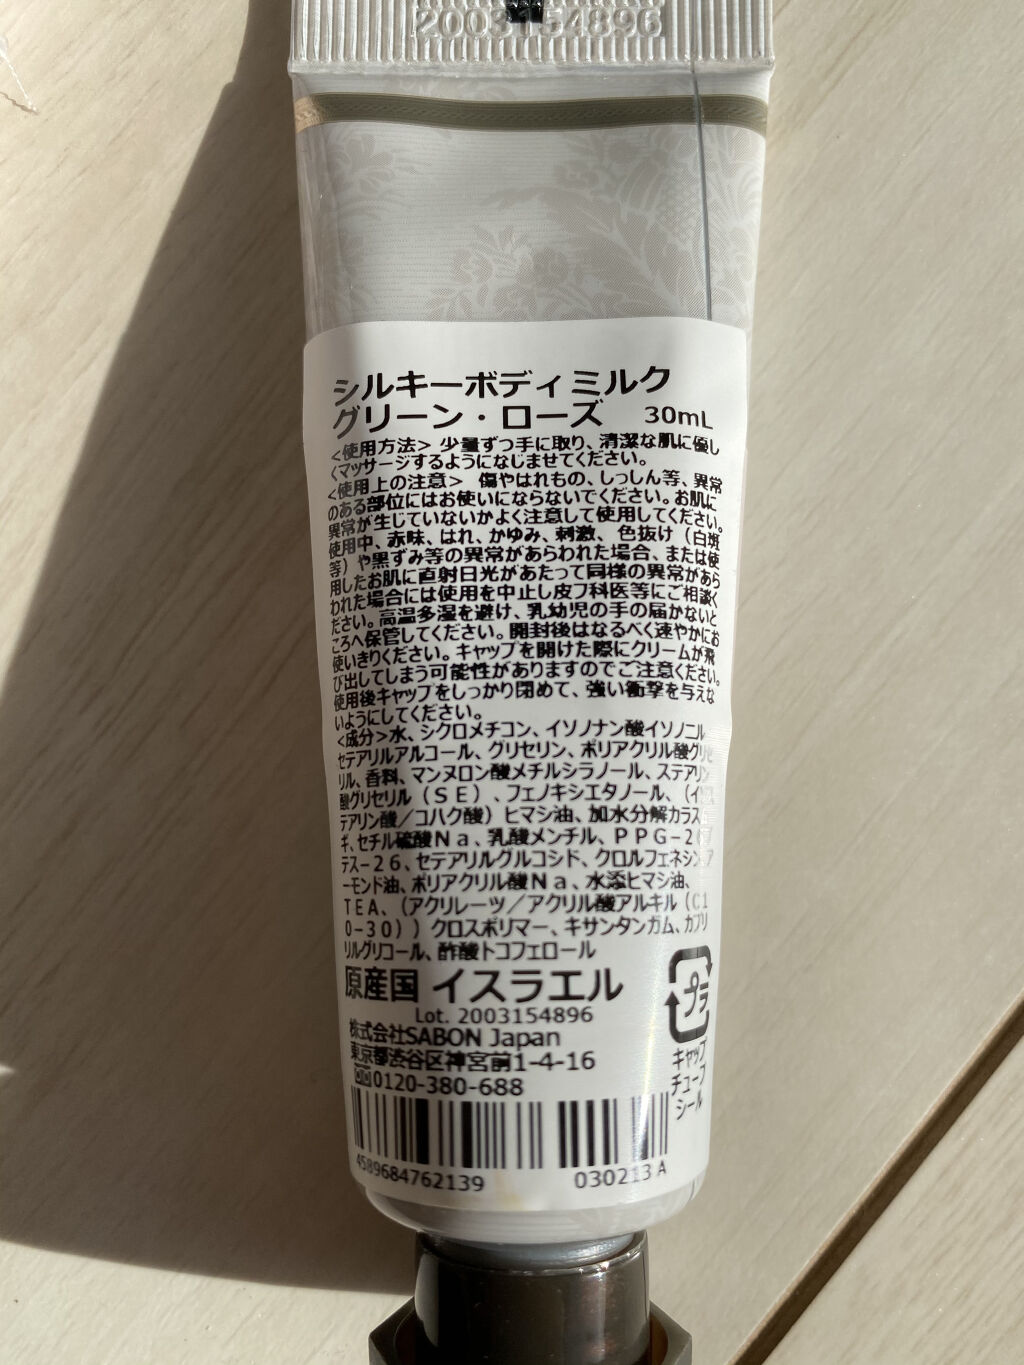 2003154896
シルキーボディミルク
グリーン・ローズ 30mL
<使用方法> 少量ずつ手に取り、清潔な肌に優し
くマッサージするようになじませてください。
<使用上の注意> 傷やはれもの、しっしん等、異常
のある部位にはお使いにならないでください。お肌に
異常が生じていないかよく注意して使用してください。
使用中、赤味、はれ、かゆみ、刺激、色抜け（白斑
等）や黒ずみ等の異常があらわれた場合、または使
用したお肌に直射日光があたって同様の異常があら
われた場合には使用を中止し皮フ科医等にご相談く
ださい。高温多湿を避け、乳幼児の手の届かないと
ころへ保管してください。開封後はなるべく速やかにお
使いきりください。キャップを開けた際にクリームが飛
び出してしまう可能性がありますのでご注意ください。
使用後キャップをしっかり閉めて、強い衝撃を与えな
いようにしてください。
<成分>水、シクロメチコン、イソノナン酸イソノニル
セテアリルアルコール、グリセリン、ポリアクリル酸グリセ
リル、香料、マンヌロン酸メチルシラノール、ステアリン
酸グリセリル（ＳＥ）、フェノキシエタノール、（イソス
テアリン酸／コハク酸）ヒマシ油、加水分解カラス
ギ、セチル硫酸Ｎａ、乳酸メンチル、ＰＰＧ−２６ブ
テス−２６、セテアリルグルコシド、クロルフェネシン、ア
ーモンド油、ポリアクリル酸Ｎａ、水添ヒマシ油、
ＴＥＡ、（アクリレーツ／アクリル酸アルキル（Ｃ１
０−３０））クロスポリマー、キサンタンガム、カプリ
リルグリコール、酢酸トコフェロール
原産国 イスラエル
Lot. 2003154896
株式会社SABON Japan
東京都渋谷区神宮前1-4-16
0120-380-688
プラ
キャップ
チューブ
シール
4589684762139 030213 A